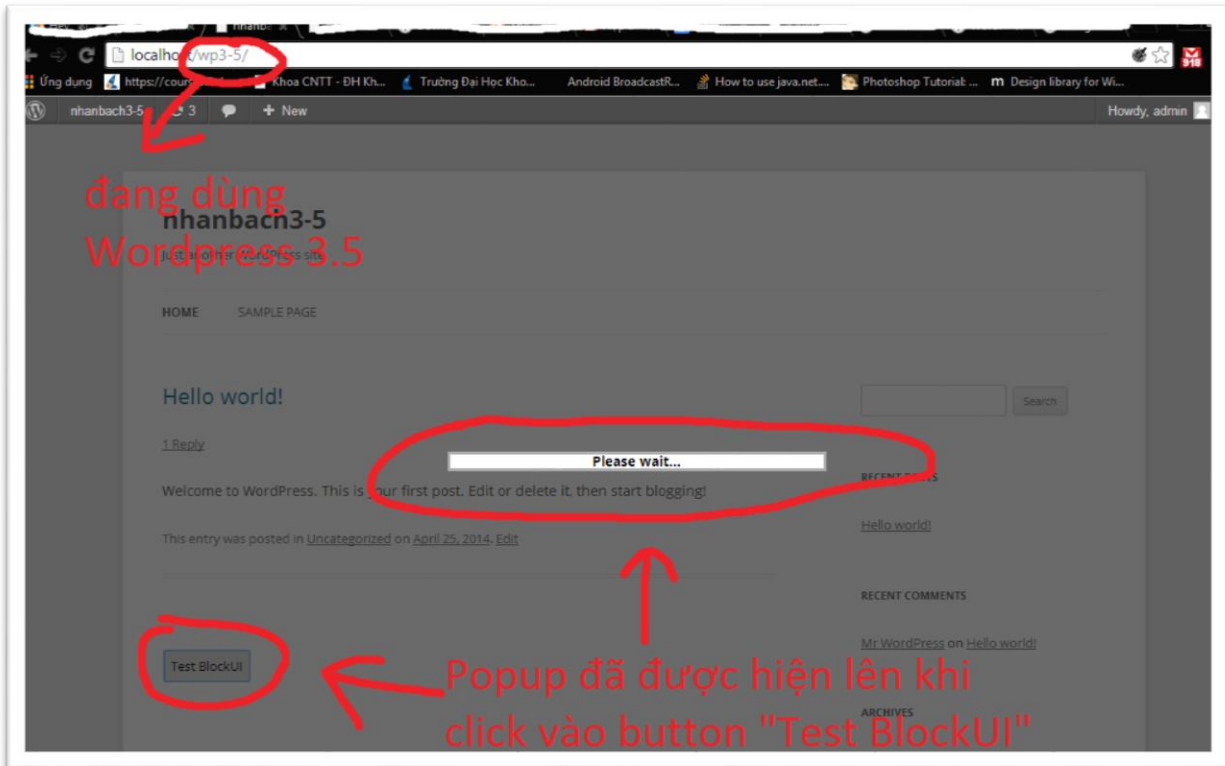 localhost/wp3-5/
Ứng dụng https://cour Khoa CNTT - ĐH Kh... Trường Đại Học Kho... Android BroadcastR... How to use java.net.... Photoshop Tutorial: ... m Design library for Wi...
918
nhanbach3-5 3 + New Howdy, admin
đang dùng
Wordpress 3.5
nhanbach3-5
Just another WordPress site
HOME SAMPLE PAGE
Hello world!
Search
1 Reply
Please wait...
RECENT POSTS
Welcome to WordPress. This is your first post. Edit or delete it, then start blogging!
Hello world!
This entry was posted in Uncategorized on April 25, 2014. Edit
RECENT COMMENTS
Mr WordPress on Hello world!
Test BlockUI
Popup đã được hiện lên khi
click vào button "Test BlockUI"
ARCHIVES